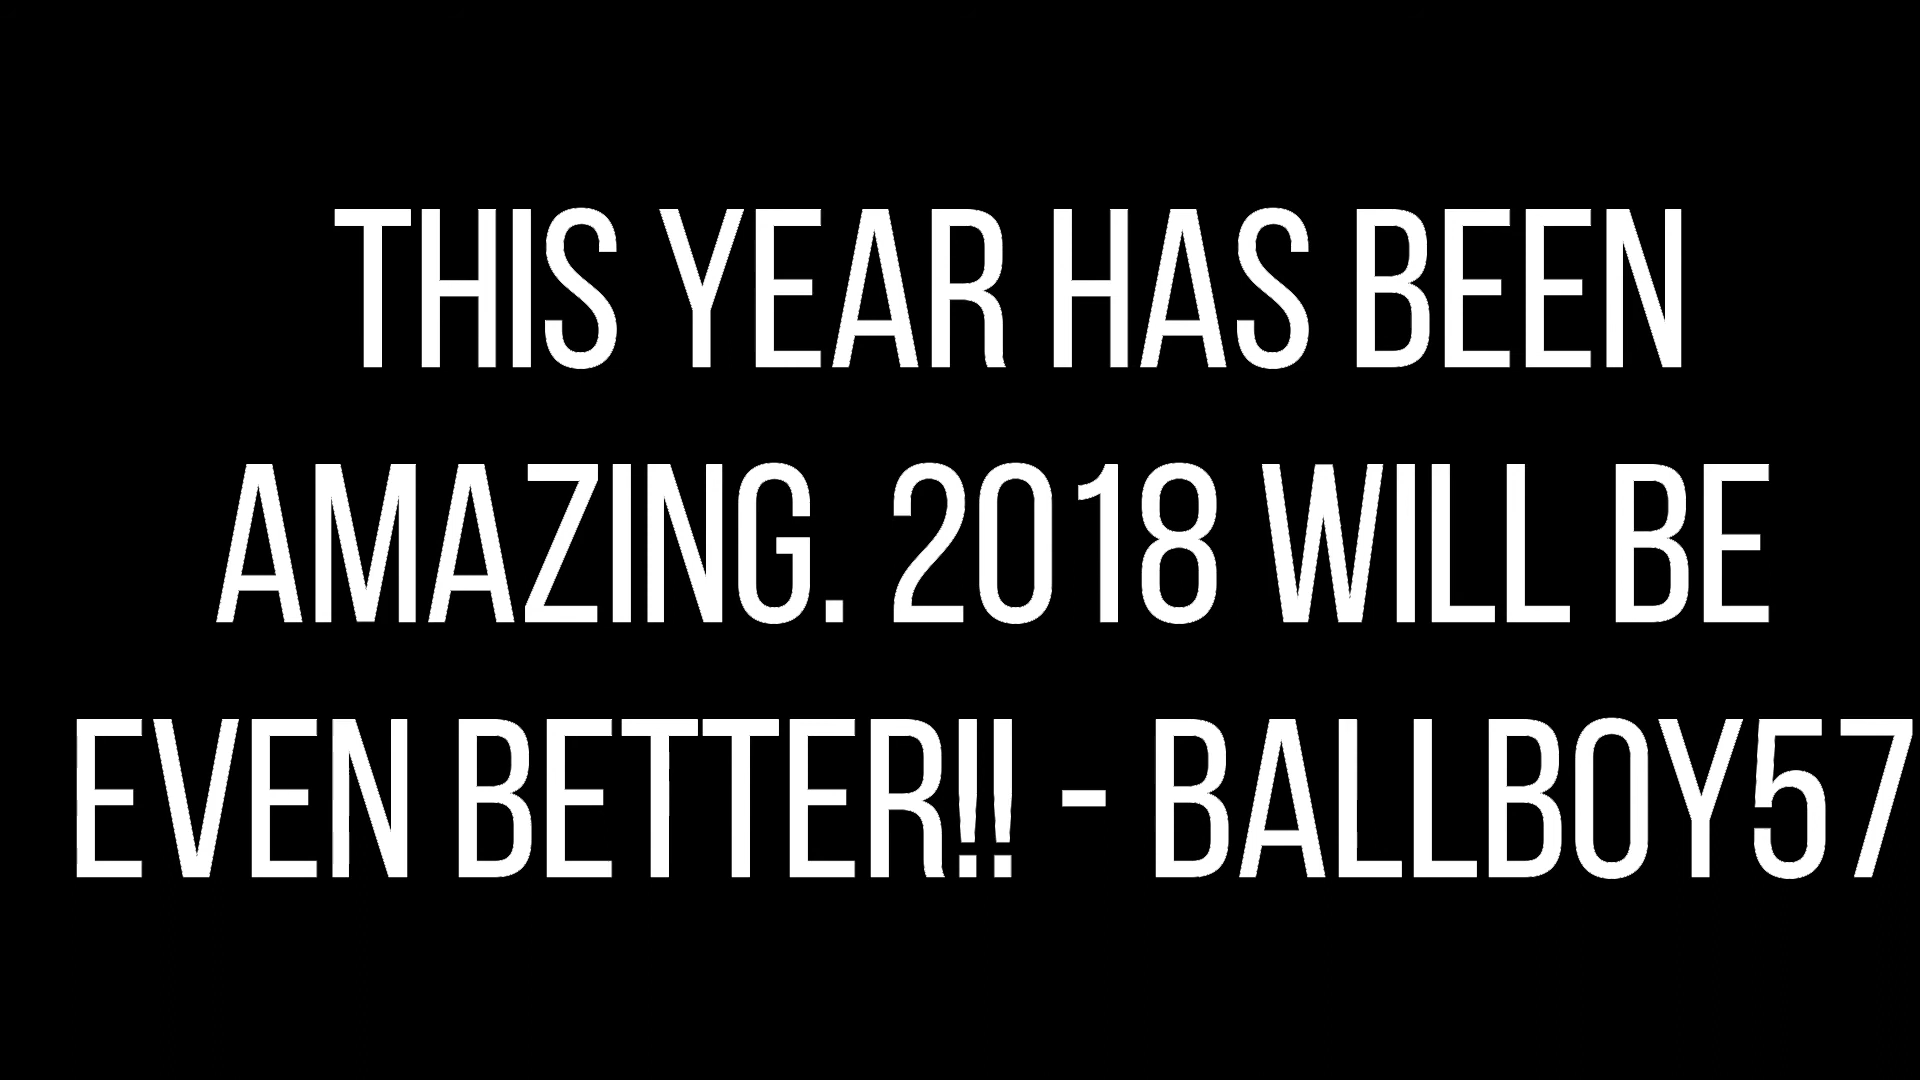 THIS YEAR HAS BEEN
AMAZING. 2018 WILL BE
EVEN BETTER!! - BALLBOY57